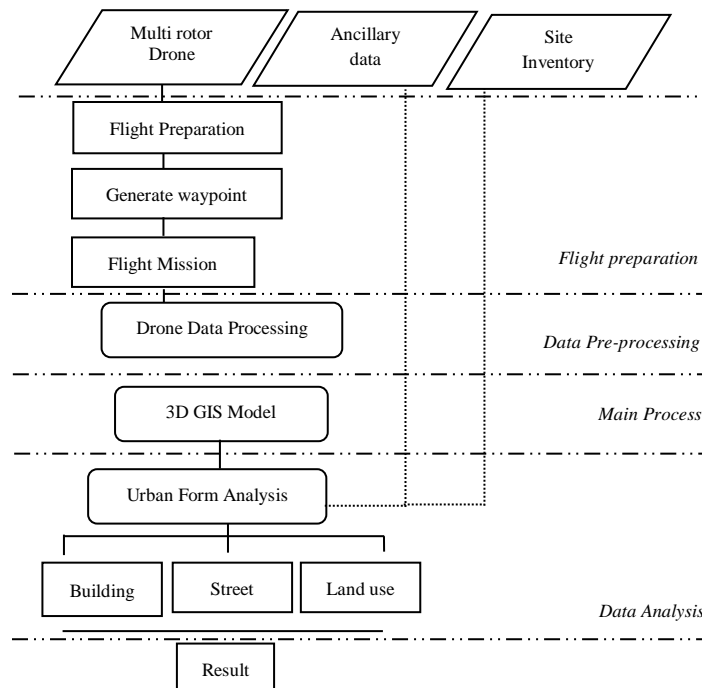 Multi rotor
Drone
Ancillary
data
Site
Inventory
Flight Preparation
Generate waypoint
Flight Mission
Flight preparation
Drone Data Processing
Data Pre-processing
3D GIS Model
Main Process
Urban Form Analysis
Building
Street
Land use
Data Analysis
Result